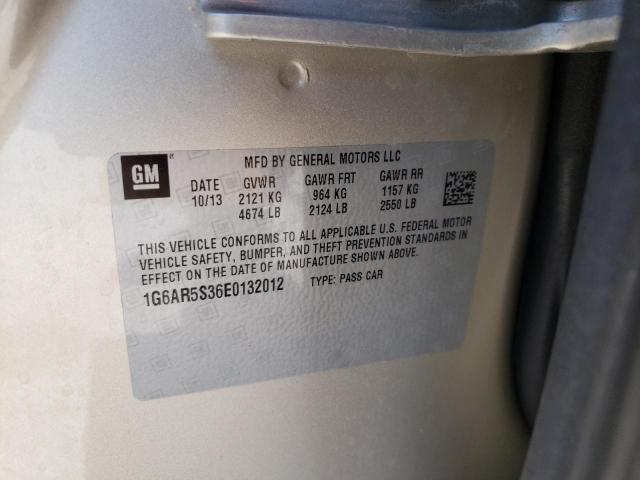 GM
MFD BY GENERAL MOTORS LLC
DATE GVWR GAWR FRT GAWR RR
10/13 2121 KG 964 KG 1157 KG
4674 LB 2124 LB 2550 LB
THIS VEHICLE CONFORMS TO ALL APPLICABLE U.S. FEDERAL MOTOR
VEHICLE SAFETY, BUMPER, AND THEFT PREVENTION STANDARDS IN
EFFECT ON THE DATE OF MANUFACTURE SHOWN ABOVE.
1G6AR5S36E0132012 TYPE: PASS CAR